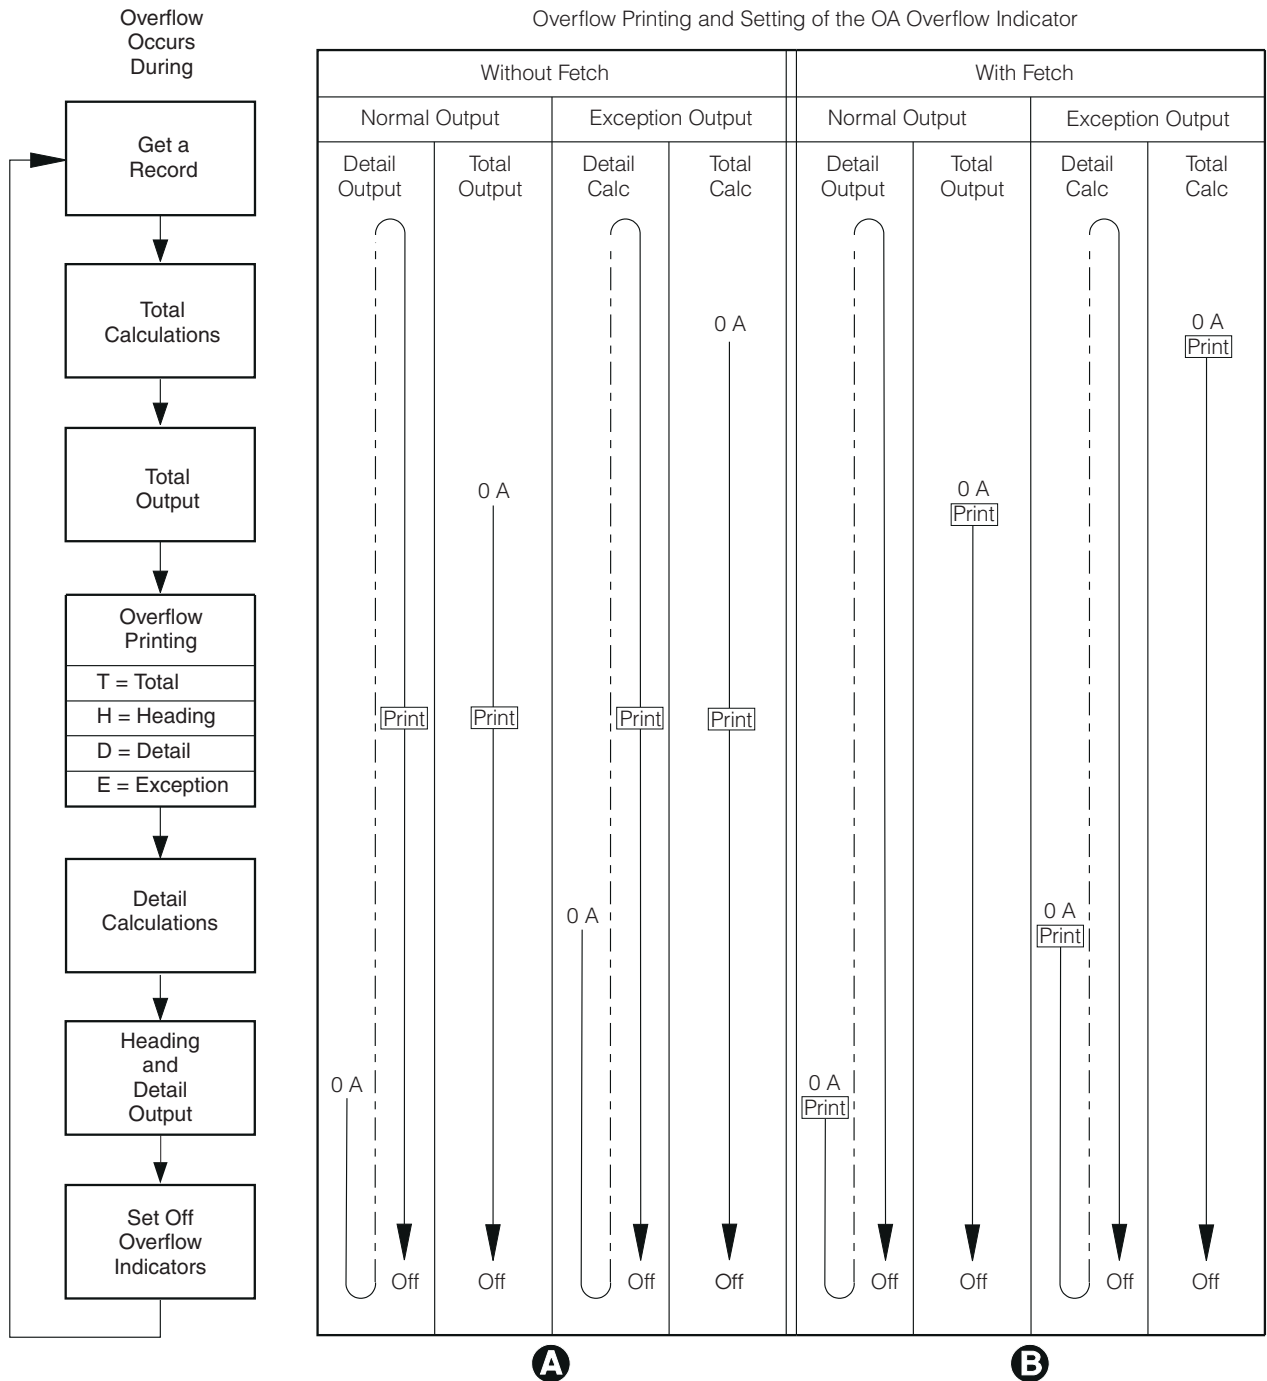 Overflow
Occurs
During
Get a
Record
Total
Calculations
Total
Output
Overflow
Printing
T = Total
H = Heading
D = Detail
E = Exception
Detail
Calculations
Heading
and
Detail
Output
Set Off
Overflow
Indicators
Overflow Printing and Setting of the OA Overflow Indicator
Without Fetch
With Fetch
Normal Output
Exception Output
Normal Output
Exception Output
Detail
Output
Total
Output
Detail
Calc
Total
Calc
Detail
Output
Total
Output
Detail
Calc
Total
Calc
0 A
0 A
Print
0 A
0 A
Print
Print
Print
Print
Print
0 A
0 A
Print
0 A
0 A
Print
Off
Off
Off
Off
Off
Off
Off
Off
A
B